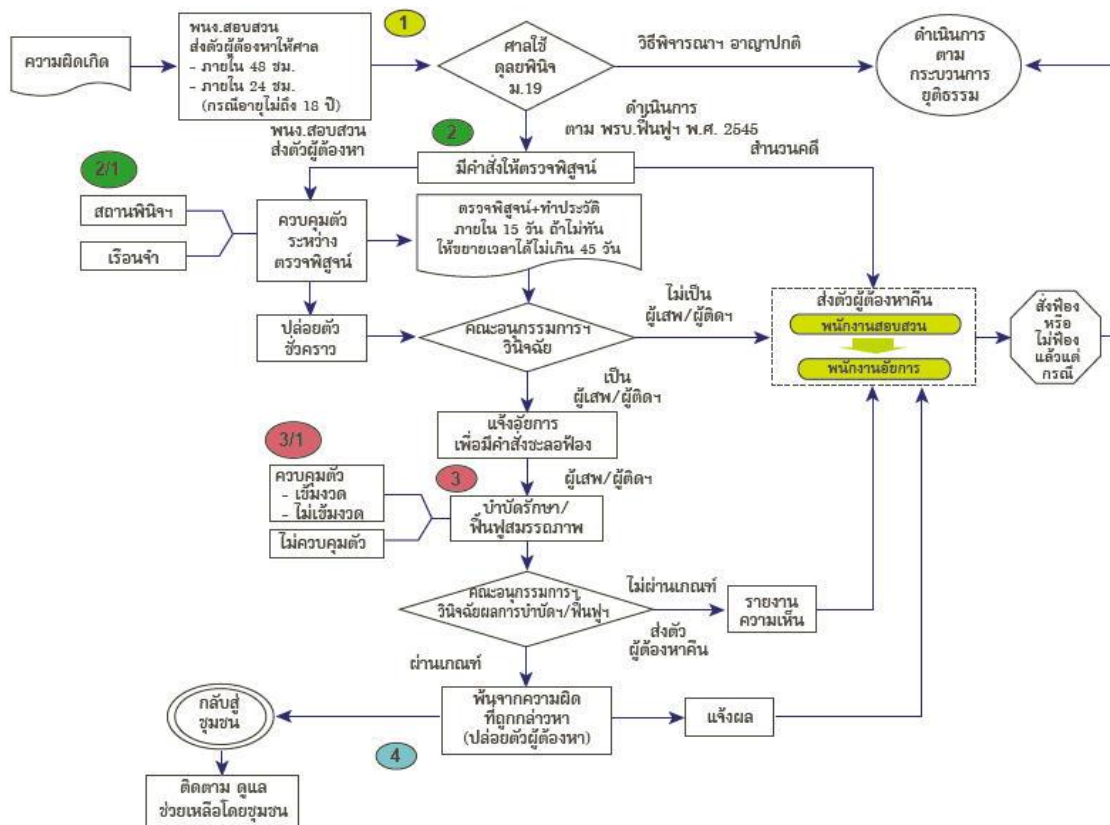 ความผิดเกิด
พนง.สอบสวน
ส่งตัวผู้ต้องหาให้ศาล
- ภายใน 48 ชม.
- ภายใน 24 ชม.
(กรณีอายุไม่ถึง 18 ปี)
1
ศาลใช้
ดุลยพินิจ
ม.19
วิธีพิจารณาฯ อาญาปกติ
ดำเนินการ
ตาม
กระบวนการ
ยุติธรรม
ดำเนินการ
ตาม พรบ.ฟื้นฟูฯ พ.ศ. 2545
พนง.สอบสวน
ส่งตัวผู้ต้องหา
2
มีคำสั่งให้ตรวจพิสูจน์
สำนวนคดี
2/1
สถานพินิจฯ
เรือนจำ
ควบคุมตัว
ระหว่าง
ตรวจพิสูจน์
ตรวจพิสูจน์+ทำประวัติ
ภายใน 15 วัน ถ้าไม่ทัน
ให้ขยายเวลาได้ไม่เกิน 45 วัน
ปล่อยตัว
ชั่วคราว
คณะอนุกรรมการฯ
วินิจฉัย
ไม่เป็น
ผู้เสพ/ผู้ติดฯ
ส่งตัวผู้ต้องหาคืน
พนักงานสอบสวน
พนักงานอัยการ
สั่งฟ้อง
หรือ
ไม่ฟ้อง
แล้วแต่
กรณี
เป็น
ผู้เสพ/ผู้ติดฯ
แจ้งอัยการ
เพื่อมีคำสั่งชะลอฟ้อง
ผู้เสพ/ผู้ติดฯ
3/1
ควบคุมตัว
- เข้มงวด
- ไม่เข้มงวด
ไม่ควบคุมตัว
3
บำบัดรักษา/
ฟื้นฟูสมรรถภาพ
คณะอนุกรรมการฯ
วินิจฉัยผลการบำบัดฯ/ฟื้นฟูฯ
ไม่ผ่านเกณฑ์
ส่งตัว
ผู้ต้องหาคืน
รายงาน
ความเห็น
ผ่านเกณฑ์
พ้นจากความผิด
ที่ถูกกล่าวหา
(ปล่อยตัวผู้ต้องหา)
แจ้งผล
4
กลับสู่
ชุมชน
ติดตาม ดูแล
ช่วยเหลือโดยชุมชน